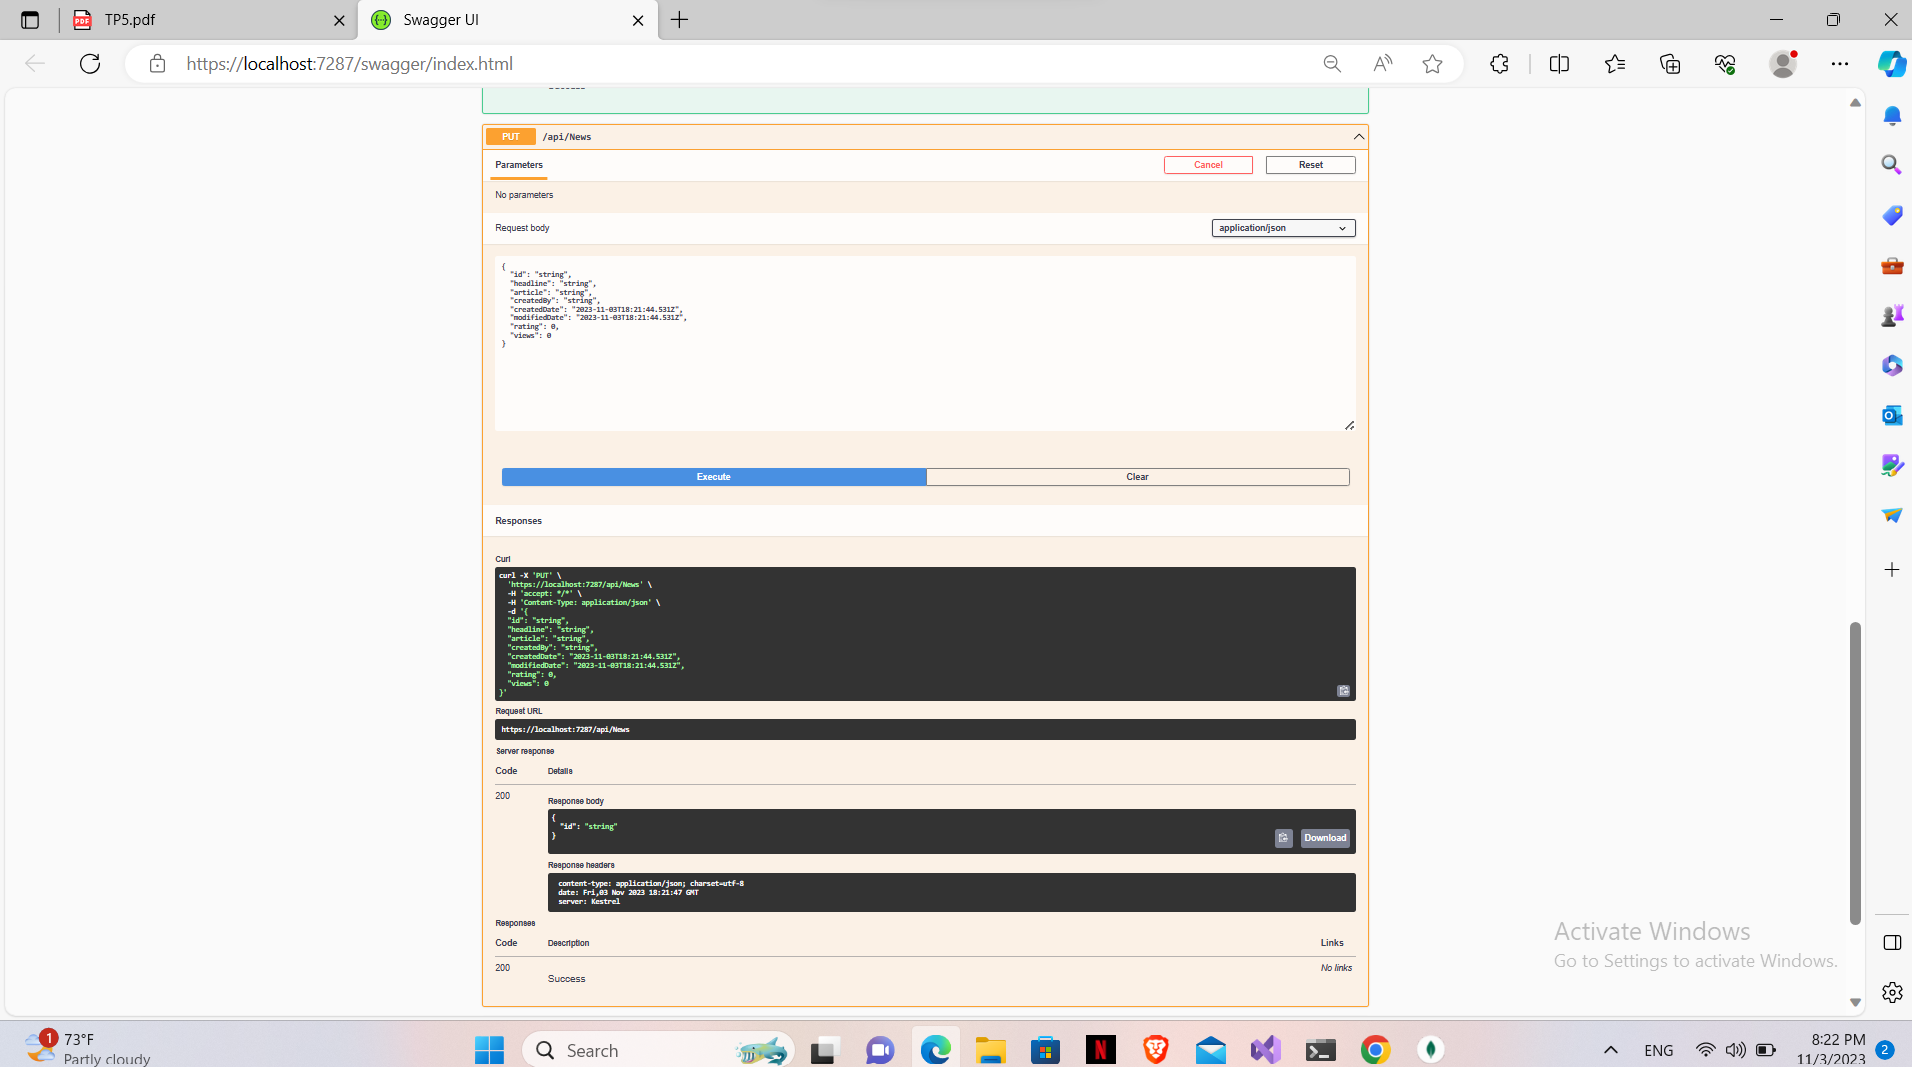 TP5.pdf
Swagger UI
https://localhost:7287/swagger/index.html
PUT /api/News
Parameters
Cancel
Reset
No parameters
Request body
application/json
{
"id": "string",
"headline": "string",
"article": "string",
"createdBy": "string",
"createdDate": "2023-11-03T18:21:44.531Z",
"modifiedDate": "2023-11-03T18:21:44.531Z",
"rating": 0,
"views": 0
}
Execute
Clear
Responses
Curl
curl -X 'PUT' \
'https://localhost:7287/api/News' \
-H 'accept: */*' \
-H 'Content-Type: application/json' \
-d '{
"id": "string",
"headline": "string",
"article": "string",
"createdBy": "string",
"createdDate": "2023-11-03T18:21:44.531Z",
"modifiedDate": "2023-11-03T18:21:44.531Z",
"rating": 0,
"views": 0
}'
Request URL
https://localhost:7287/api/News
Server response
Code Details
200
Response body
{
"id": "string"
}
Download
Response headers
content-type: application/json; charset=utf-8
date: Fri,03 Nov 2023 18:21:47 GMT
server: Kestrel
Responses
Code Description Links
200
Success
No links
Activate Windows
Go to Settings to activate Windows.
1
73°F
Partly cloudy
Search
ENG
8:22 PM
11/3/2023
2